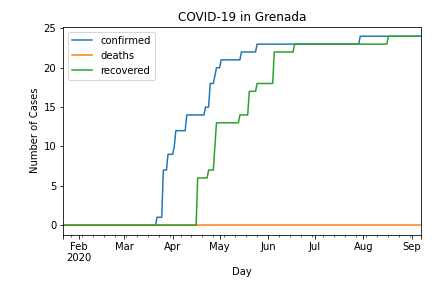 COVID-19 in Grenada
confirmed
deaths
recovered
25
20
15
10
5
0
Number of Cases
Feb Mar Apr May Jun Jul Aug Sep
2020
Day